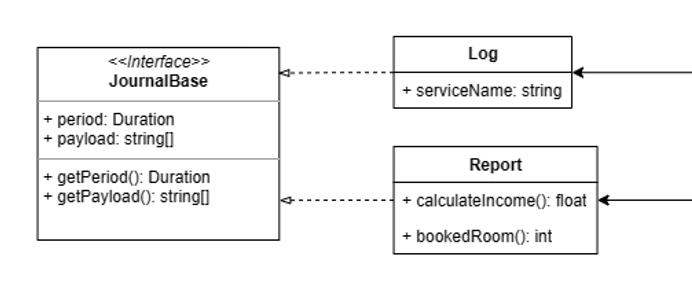 <<Interface>>
JournalBase
+ period: Duration
+ payload: string[]
+ getPeriod(): Duration
+ getPayload(): string[]
Log
+ serviceName: string
Report
+ calculateIncome(): float
+ bookedRoom(): int